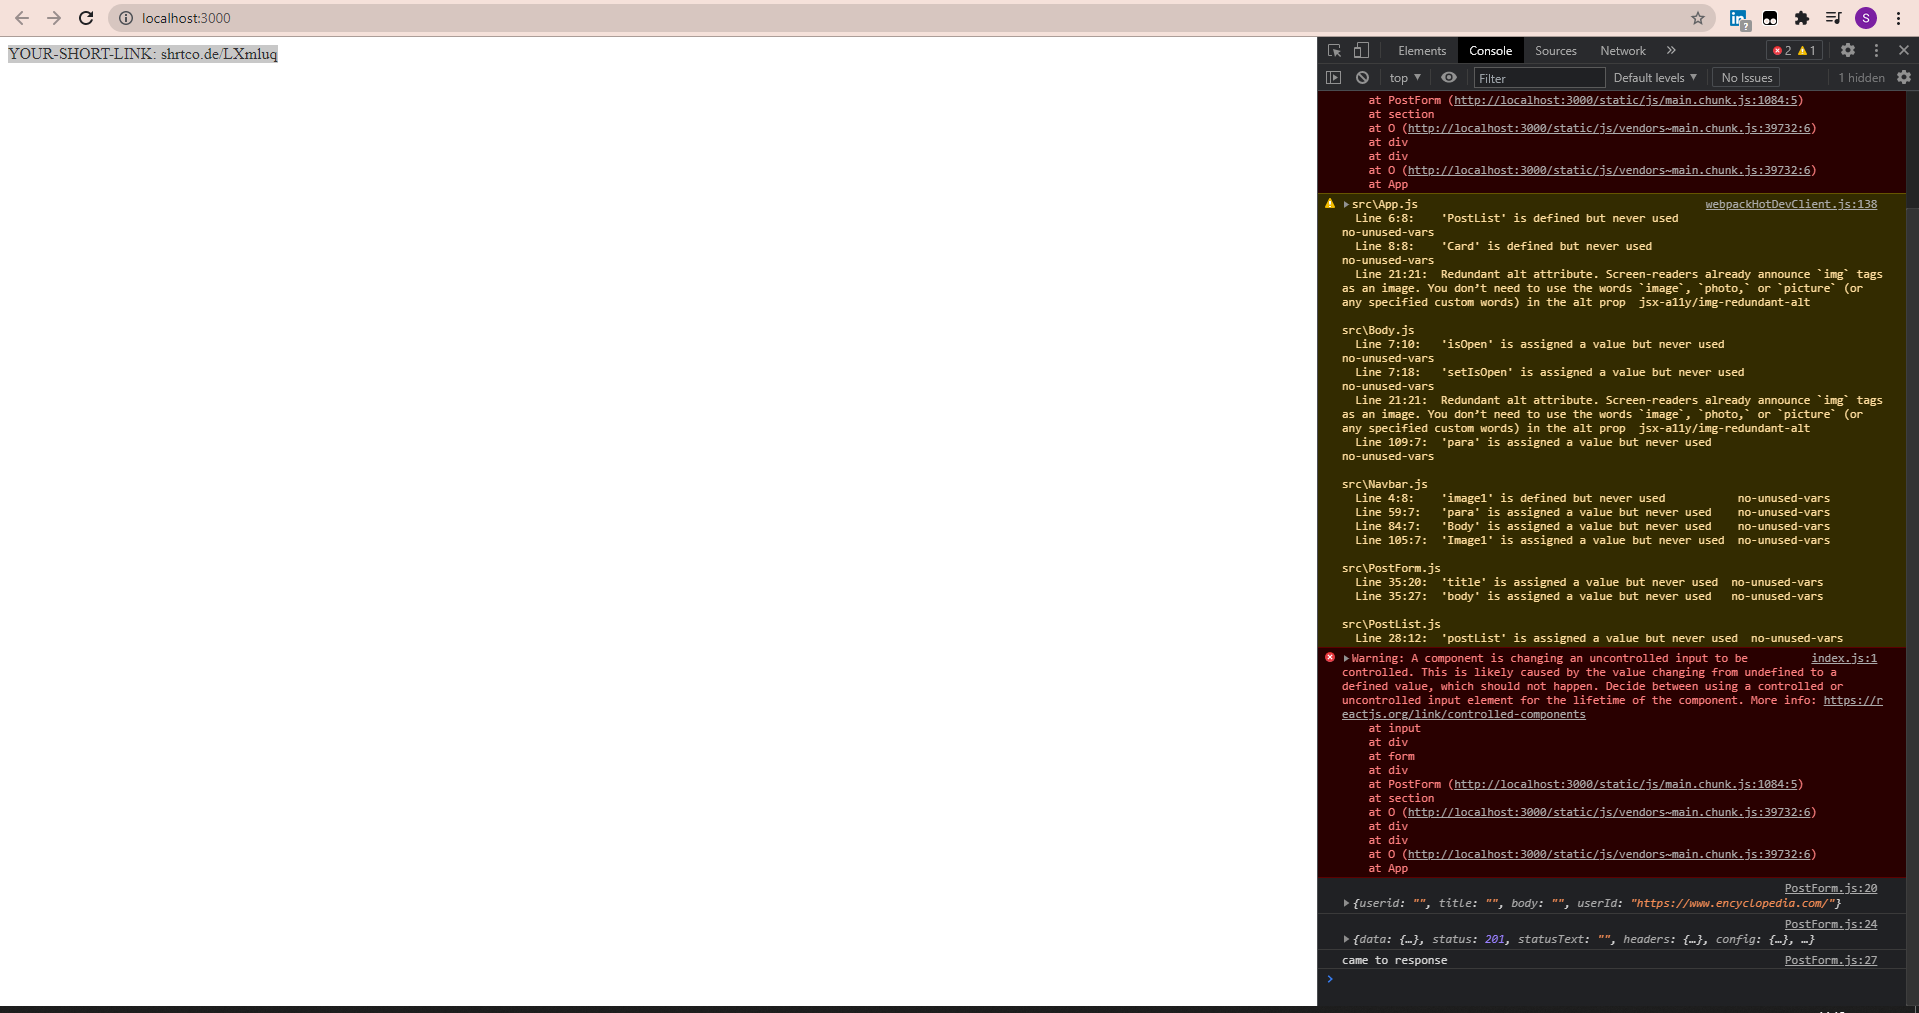 localhost:3000
S
YOUR-SHORT-LINK: shrtco.de/LXmluq
Elements Console Sources Network » 2 1
top ▼ Filter Default levels ▼ No Issues 1 hidden
at PostForm (http://localhost:3000/static/js/main.chunk.js:1084:5)
at section
at O (http://localhost:3000/static/js/vendors~main.chunk.js:39732:6)
at div
at div
at O (http://localhost:3000/static/js/vendors~main.chunk.js:39732:6)
at App
src\App.js webpackHotDevClient.js:138
Line 6:8: 'PostList' is defined but never used
no-unused-vars
Line 8:8: 'Card' is defined but never used
no-unused-vars
Line 21:21: Redundant alt attribute. Screen-readers already announce `img` tags
as an image. You don’t need to use the words `image`, `photo,` or `picture` (or
any specified custom words) in the alt prop jsx-a11y/img-redundant-alt
src\Body.js
Line 7:10: 'isOpen' is assigned a value but never used
no-unused-vars
Line 7:18: 'setIsOpen' is assigned a value but never used
no-unused-vars
Line 21:21: Redundant alt attribute. Screen-readers already announce `img` tags
as an image. You don’t need to use the words `image`, `photo,` or `picture` (or
any specified custom words) in the alt prop jsx-a11y/img-redundant-alt
Line 109:7: 'para' is assigned a value but never used
no-unused-vars
src\Navbar.js
Line 4:8: 'image1' is defined but never used no-unused-vars
Line 59:7: 'para' is assigned a value but never used no-unused-vars
Line 84:7: 'Body' is assigned a value but never used no-unused-vars
Line 105:7: 'Image1' is assigned a value but never used no-unused-vars
src\PostForm.js
Line 35:20: 'title' is assigned a value but never used no-unused-vars
Line 35:27: 'body' is assigned a value but never used no-unused-vars
src\PostList.js
Line 28:12: 'postList' is assigned a value but never used no-unused-vars
Warning: A component is changing an uncontrolled input to be index.js:1
controlled. This is likely caused by the value changing from undefined to a
defined value, which should not happen. Decide between using a controlled or
uncontrolled input element for the lifetime of the component. More info: https://r
eactjs.org/link/controlled-components
at input
at div
at form
at div
at PostForm (http://localhost:3000/static/js/main.chunk.js:1084:5)
at section
at O (http://localhost:3000/static/js/vendors~main.chunk.js:39732:6)
at div
at div
at O (http://localhost:3000/static/js/vendors~main.chunk.js:39732:6)
at App
PostForm.js:20
{userid: "", title: "", body: "", userId: "https://www.encyclopedia.com/"}
PostForm.js:24
{data: {…}, status: 201, statusText: "", headers: {…}, config: {…}, …}
came to response PostForm.js:27